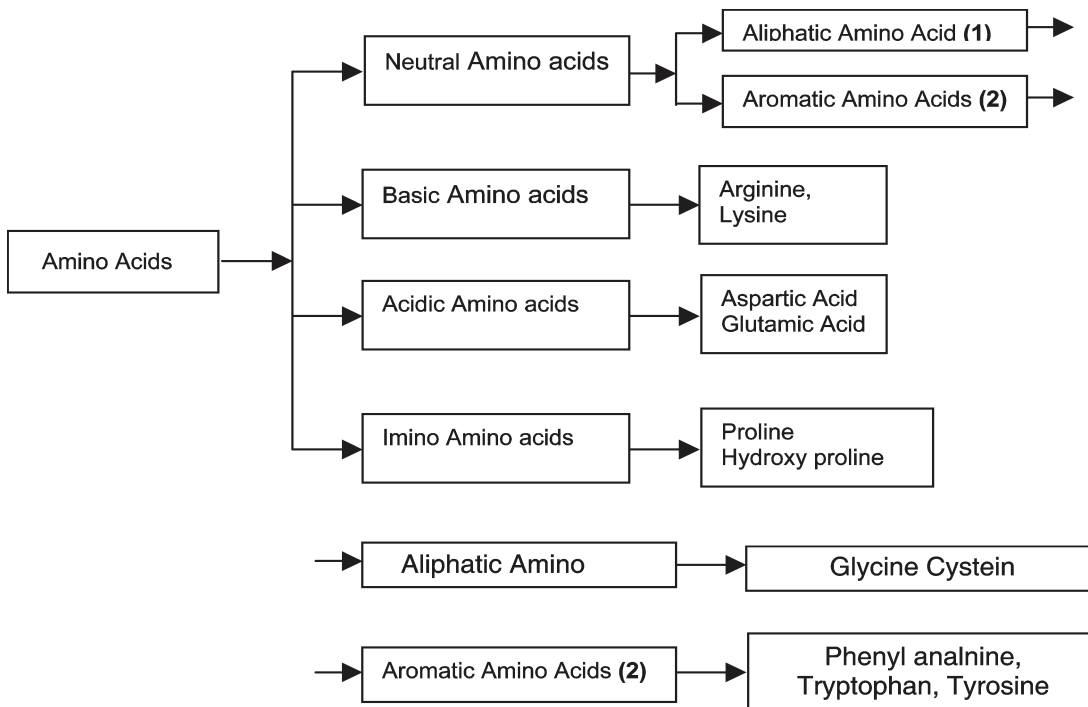 Neutral Amino acids
Aliphatic Amino Acid (1)
Aromatic Amino Acids (2)
Basic Amino acids
Arginine,
Lysine
Amino Acids
Acidic Amino acids
Aspartic Acid
Glutamic Acid
Imino Amino acids
Proline
Hydroxy proline
Aliphatic Amino
Glycine Cystein
Aromatic Amino Acids (2)
Phenyl analnine,
Tryptophan, Tyrosine